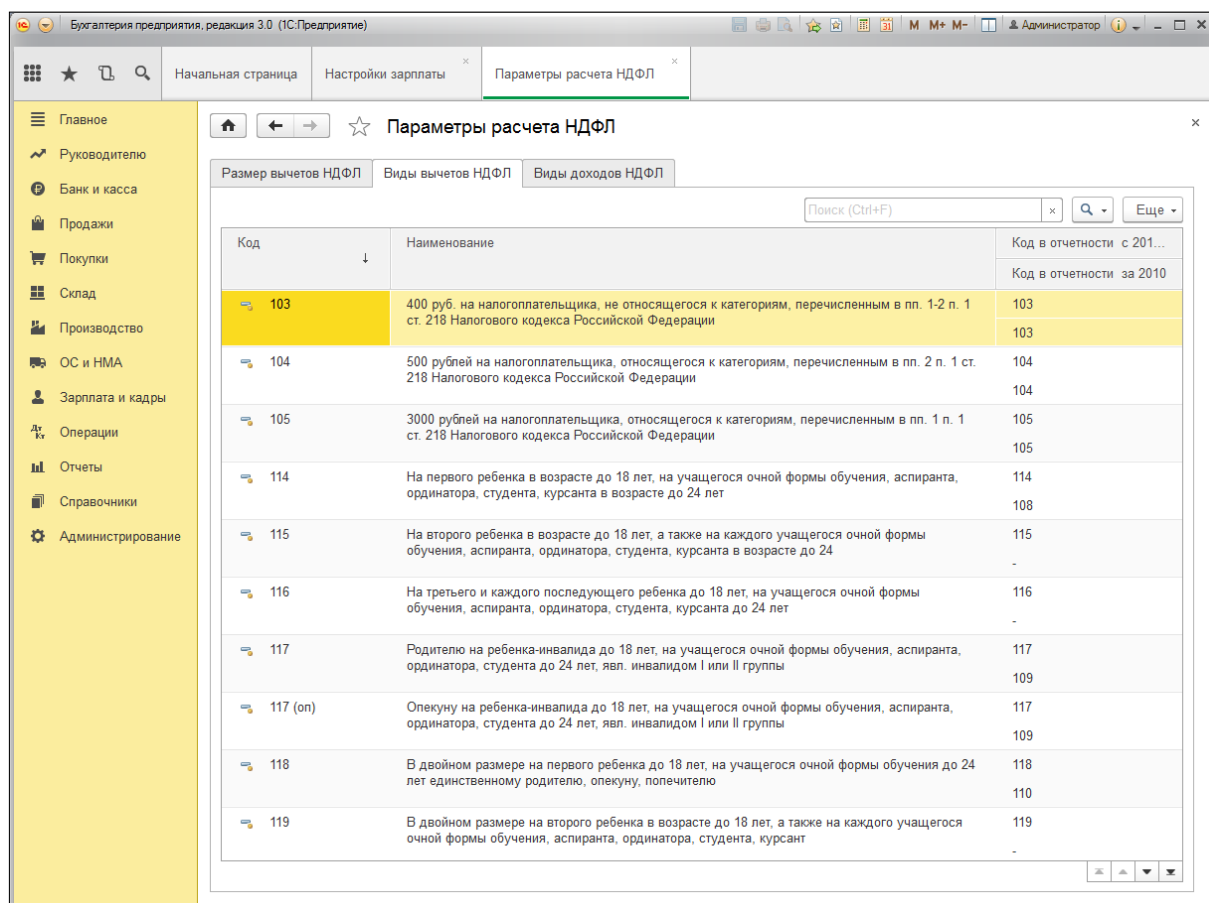 Бухгалтерия предприятия, редакция 3.0 (1С:Предприятие)
M M+ M-
Администратор
Начальная страница
Настройки зарплаты
Параметры расчета НДФЛ
Главное
Руководителю
Банк и касса
Продажи
Покупки
Склад
Производство
ОС и НМА
Зарплата и кадры
Операции
Отчеты
Справочники
Администрирование
Параметры расчета НДФЛ
Размер вычетов НДФЛ
Виды вычетов НДФЛ
Виды доходов НДФЛ
Поиск (Ctrl+F)
Еще
Код
Наименование
Код в отчетности с 201...
Код в отчетности за 2010
103
400 руб. на налогоплательщика, не относящегося к категориям, перечисленным в пп. 1-2 п. 1
ст. 218 Налогового кодекса Российской Федерации
103
103
104
500 рублей на налогоплательщика, относящегося к категориям, перечисленным в пп. 2 п. 1 ст.
218 Налогового кодекса Российской Федерации
104
104
105
3000 рублей на налогоплательщика, относящегося к категориям, перечисленным в пп. 1 п. 1
ст. 218 Налогового кодекса Российской Федерации
105
105
114
На первого ребенка в возрасте до 18 лет, на учащегося очной формы обучения, аспиранта,
ординатора, студента, курсанта в возрасте до 24 лет
114
108
115
На второго ребенка в возрасте до 18 лет, а также на каждого учащегося очной формы
обучения, аспиранта, ординатора, студента, курсанта в возрасте до 24
115
-
116
На третьего и каждого последующего ребенка до 18 лет, на учащегося очной формы
обучения, аспиранта, ординатора, студента, курсанта до 24 лет
116
-
117
Родителю на ребенка-инвалида до 18 лет, на учащегося очной формы обучения, аспиранта,
ординатора, студента до 24 лет, явл. инвалидом I или II группы
117
109
117 (оп)
Опекуну на ребенка-инвалида до 18 лет, на учащегося очной формы обучения, аспиранта,
ординатора, студента до 24 лет, явл. инвалидом I или II группы
117
109
118
В двойном размере на первого ребенка до 18 лет, на учащегося очной формы обучения до 24
лет единственному родителю, опекуну, попечителю
118
110
119
В двойном размере на второго ребенка в возрасте до 18 лет, а также на каждого учащегося
очной формы обучения, аспиранта, ординатора, студента, курсант
119
-